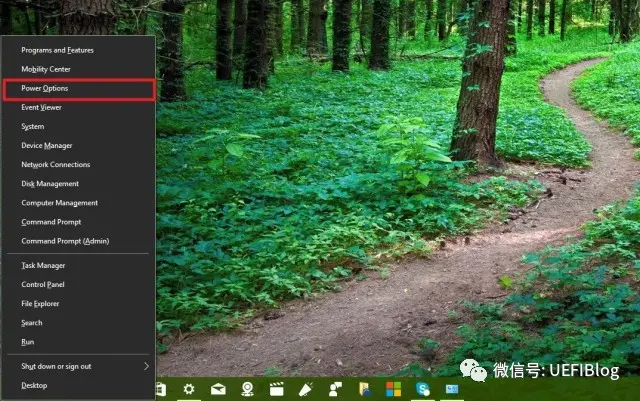 Programs and Features
Mobility Center
Power Options
Event Viewer
System
Device Manager
Network Connections
Disk Management
Computer Management
Command Prompt
Command Prompt (Admin)
Task Manager
Control Panel
File Explorer
Search
Run
Shut down or sign out
Desktop
微信号: UEFIBlog